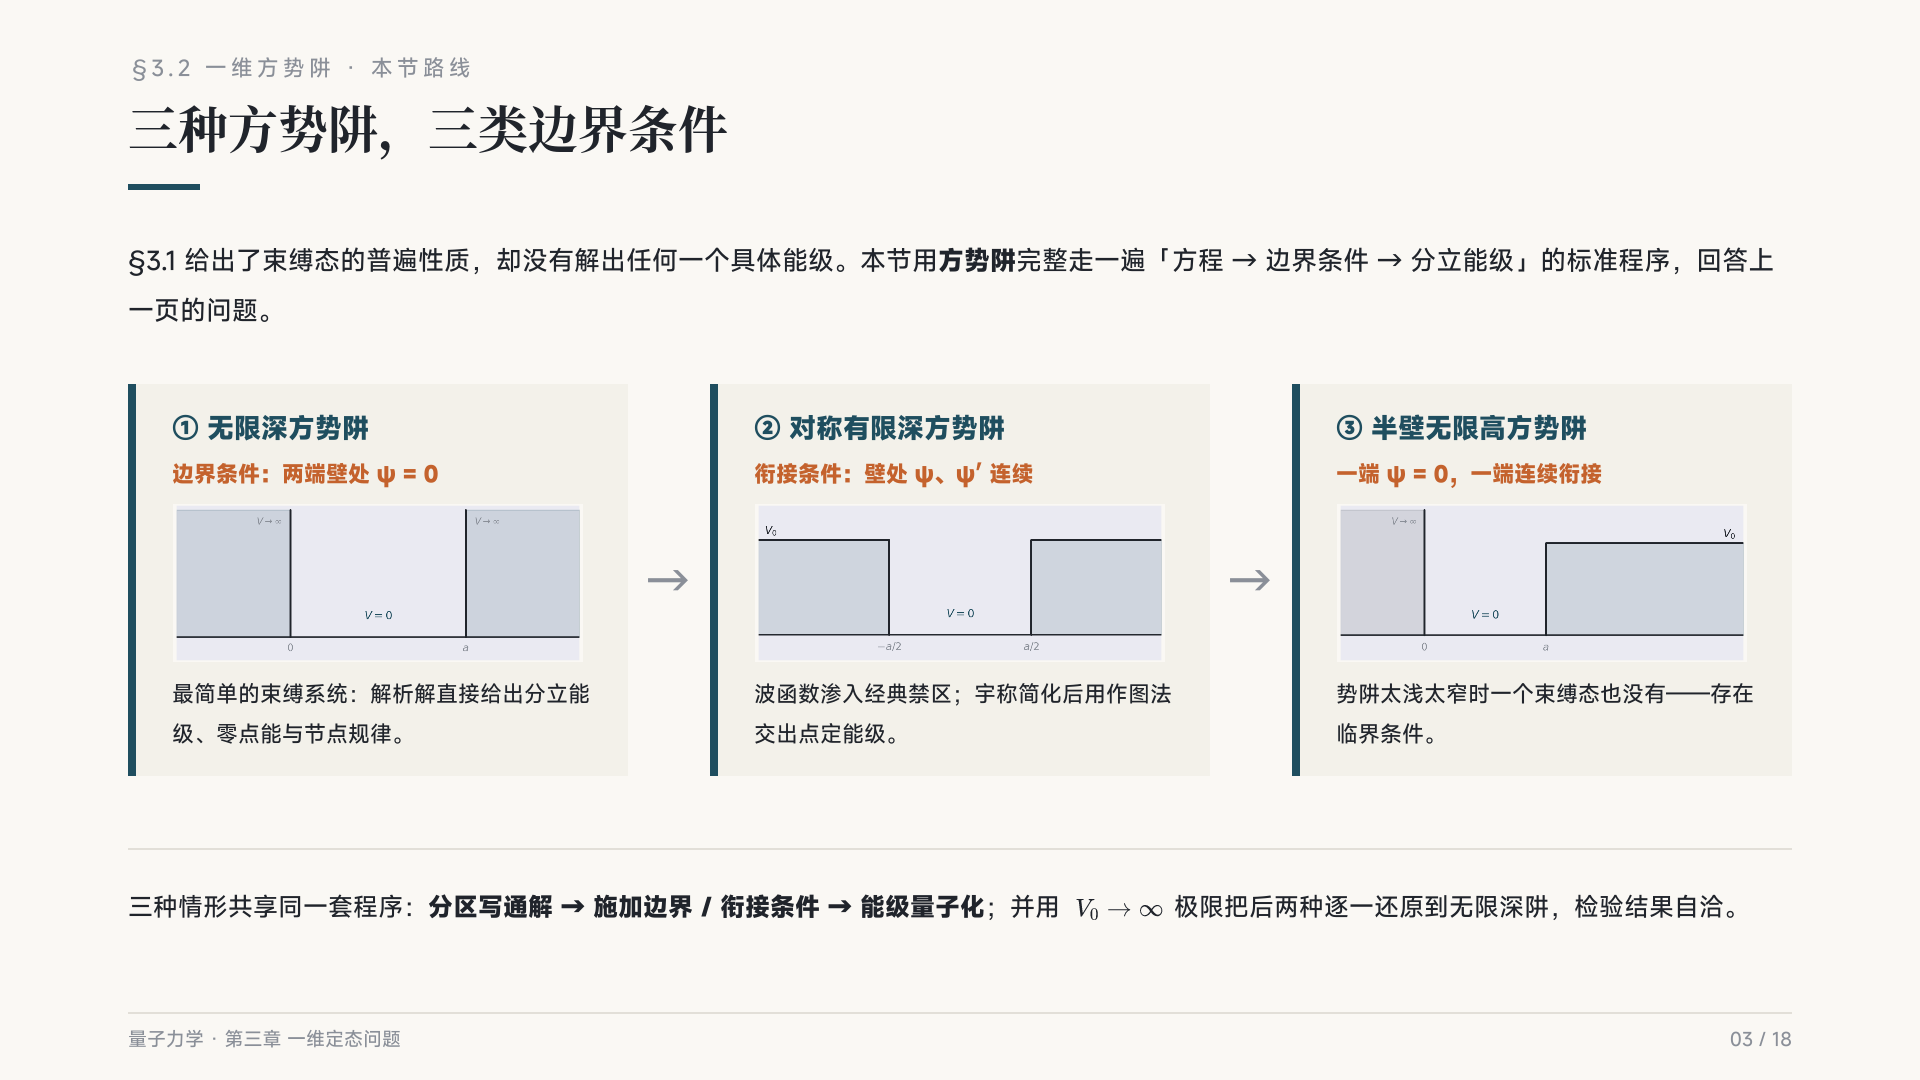 §3.2 一维方势阱 · 本节路线
三种方势阱，三类边界条件
§3.1 给出了束缚态的普遍性质，却没有解出任何一个具体能级。本节用方势阱完整走一遍「方程 → 边界条件 → 分立能级」的标准程序，回答上
一页的问题。
① 无限深方势阱
边界条件：两端壁处 ψ = 0
V→∞
V→∞
V = 0
0
a
最简单的束缚系统：解析解直接给出分立能
级、零点能与节点规律。
→
② 对称有限深方势阱
衔接条件：壁处 ψ、ψ′ 连续
V₀
V = 0
−a/2
a/2
波函数渗入经典禁区；宇称简化后用作图法
交出点定能级。
→
③ 半壁无限高方势阱
一端 ψ = 0，一端连续衔接
V→∞
V₀
V = 0
0
a
势阱太浅太窄时一个束缚态也没有——存在
临界条件。
三种情形共享同一套程序：分区写通解 → 施加边界 / 衔接条件 → 能级量子化；并用 V₀ → ∞ 极限把后两种逐一还原到无限深阱，检验结果自洽。
量子力学 · 第三章 一维定态问题
03 / 18